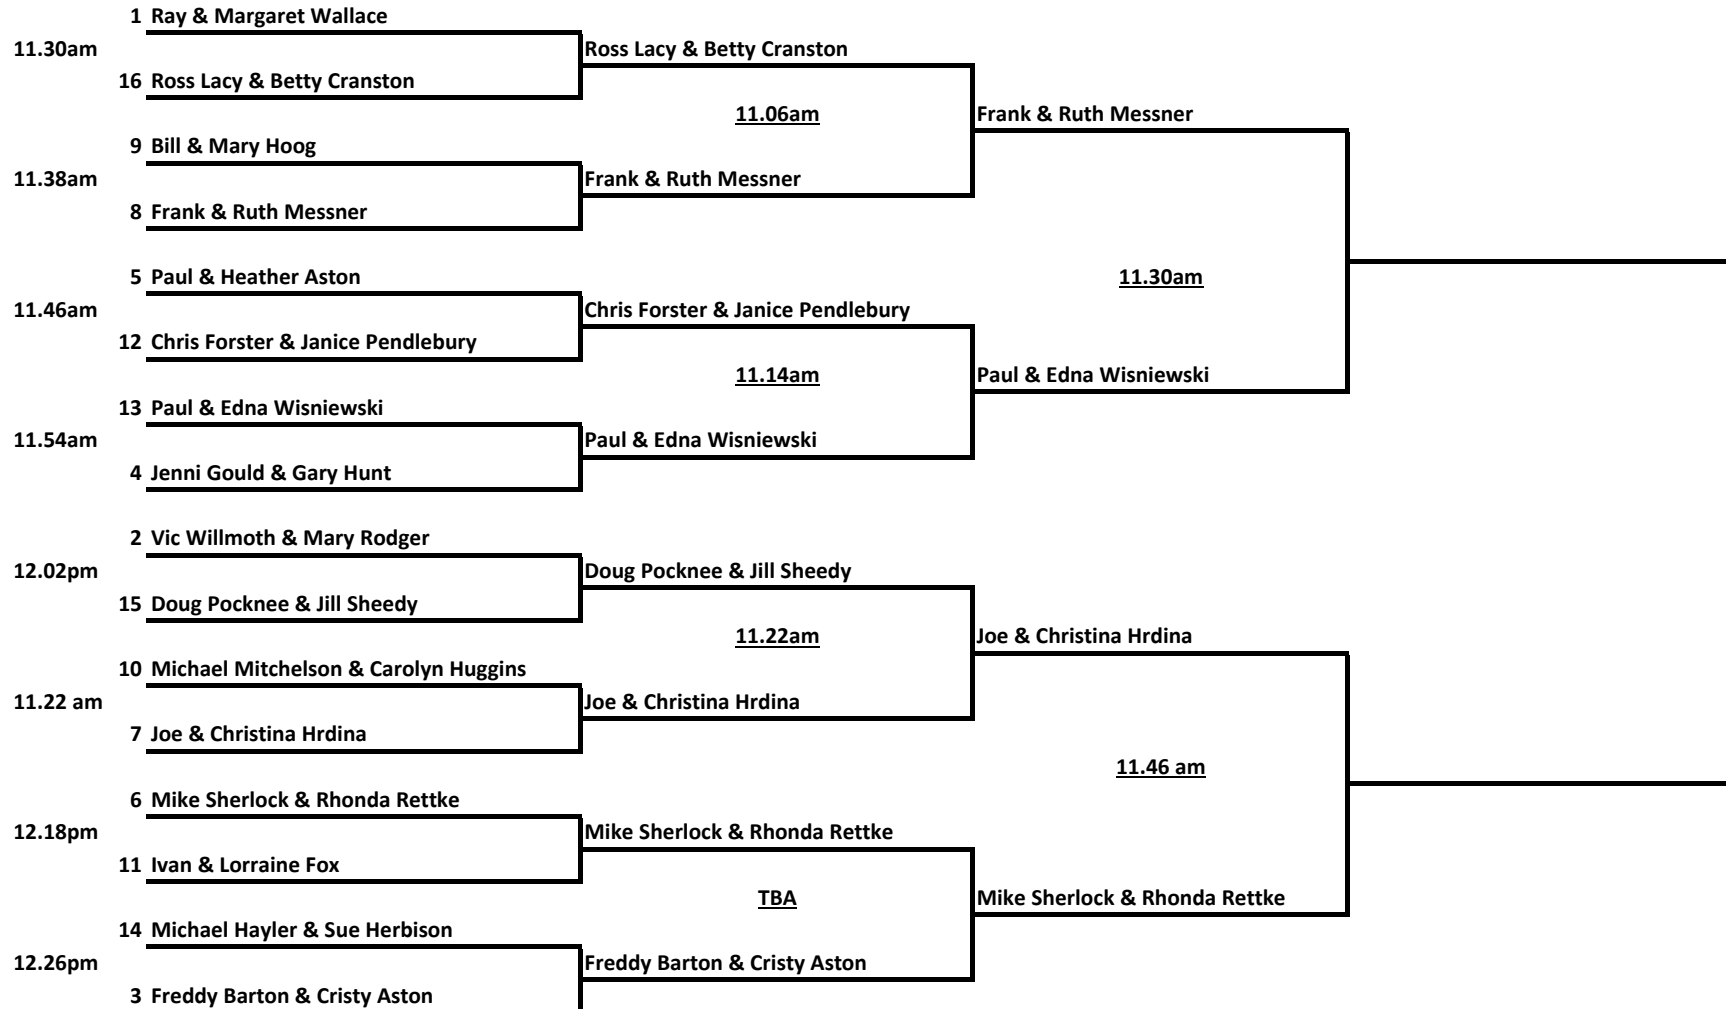 1 Ray & Margaret Wallace
11.30am
Ross Lacy & Betty Cranston
16 Ross Lacy & Betty Cranston
11.06am
Frank & Ruth Messner
9 Bill & Mary Hoog
11.38am
Frank & Ruth Messner
8 Frank & Ruth Messner
5 Paul & Heather Aston
11.30am
11.46am
Chris Forster & Janice Pendlebury
12 Chris Forster & Janice Pendlebury
11.14am
Paul & Edna Wisniewski
13 Paul & Edna Wisniewski
11.54am
Paul & Edna Wisniewski
4 Jenni Gould & Gary Hunt
2 Vic Willmoth & Mary Rodger
12.02pm
Doug Pocknee & Jill Sheedy
15 Doug Pocknee & Jill Sheedy
11.22am
Joe & Christina Hrdina
10 Michael Mitchelson & Carolyn Huggins
11.22 am
Joe & Christina Hrdina
7 Joe & Christina Hrdina
11.46 am
6 Mike Sherlock & Rhonda Rettke
12.18pm
Mike Sherlock & Rhonda Rettke
11 Ivan & Lorraine Fox
TBA
Mike Sherlock & Rhonda Rettke
14 Michael Hayler & Sue Herbison
12.26pm
Freddy Barton & Cristy Aston
3 Freddy Barton & Cristy Aston